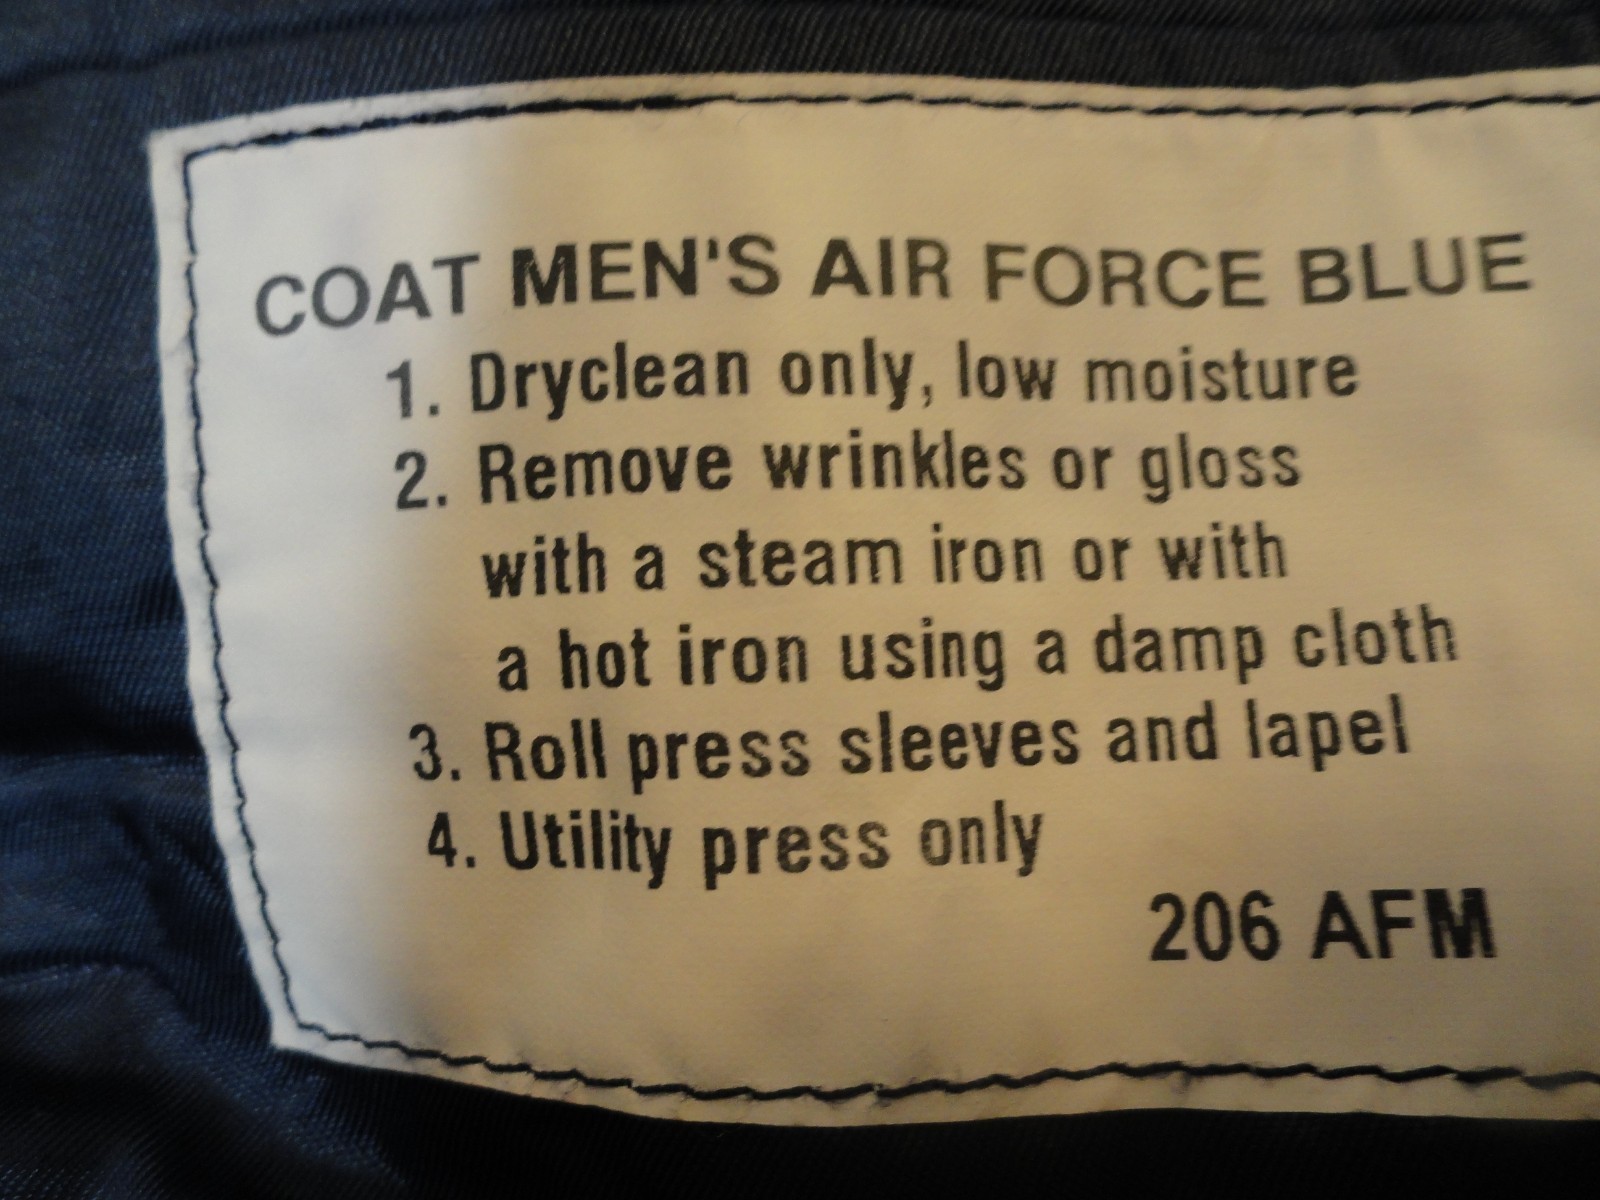 COAT MEN'S AIR FORCE BLUE
1. Dryclean only, low moisture
2. Remove wrinkles or gloss
with a steam iron or with
a hot iron using a damp cloth
3. Roll press sleeves and lapel
4. Utility press only
206 AFM